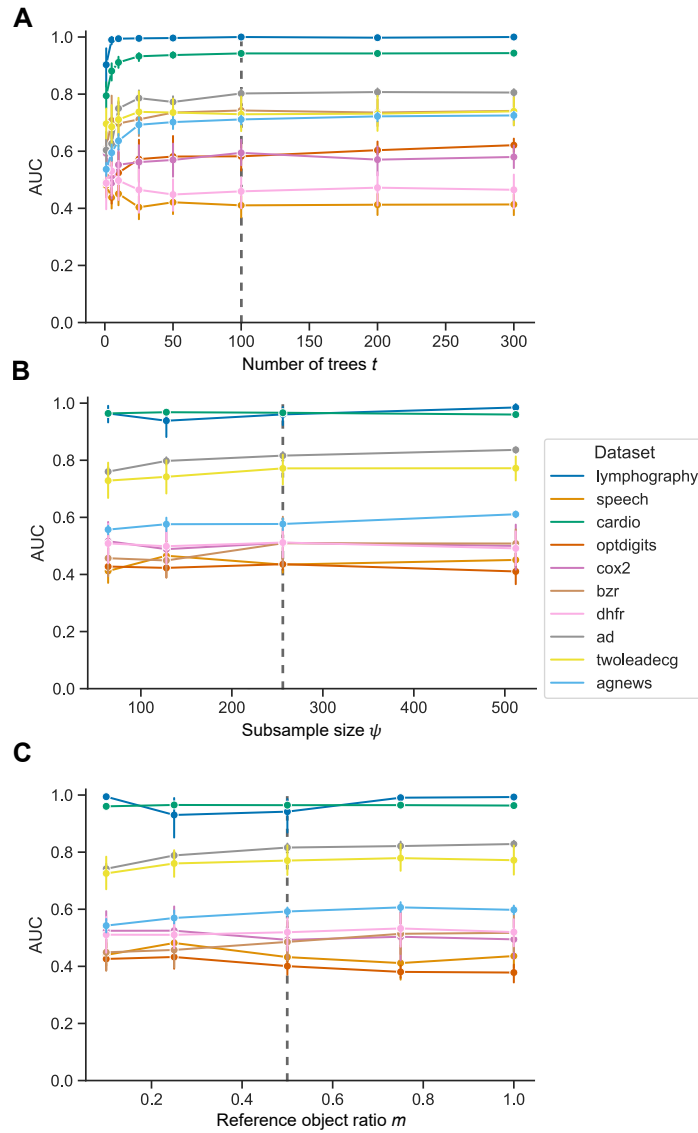 A
1.0
0.8
0.6
0.4
0.2
0.0
AUC
0 50 100 150 200 250 300
Number of trees t
B
1.0
0.8
0.6
0.4
0.2
0.0
AUC
100 200 300 400 500
Subsample size ψ
Dataset
lymphography
speech
cardio
optdigits
cox2
bzr
dhfr
ad
twoleadecg
agnews
C
1.0
0.8
0.6
0.4
0.2
0.0
AUC
0.2 0.4 0.6 0.8 1.0
Reference object ratio m